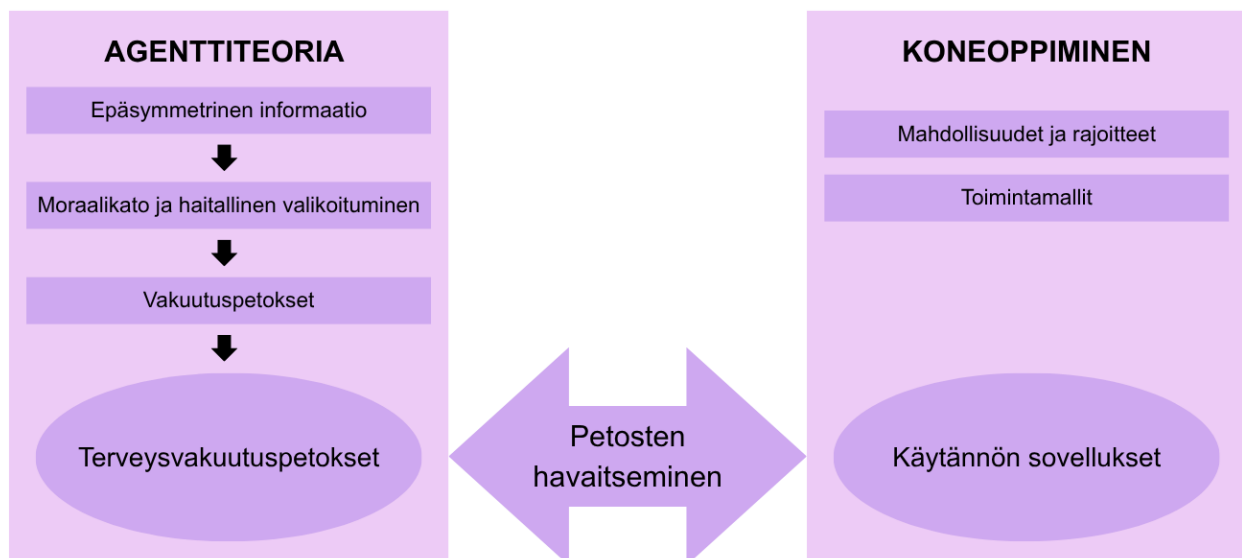 AGENTTITEORIA
Epäsymmetrinen informaatio
Moraalikato ja haitallinen valikoituminen
Vakuutuspetokset
Terveysvakuutuspetokset
Petosten
havaitseminen
KONEOPPIMINEN
Mahdollisuudet ja rajoitteet
Toimintamallit
Käytännön sovellukset